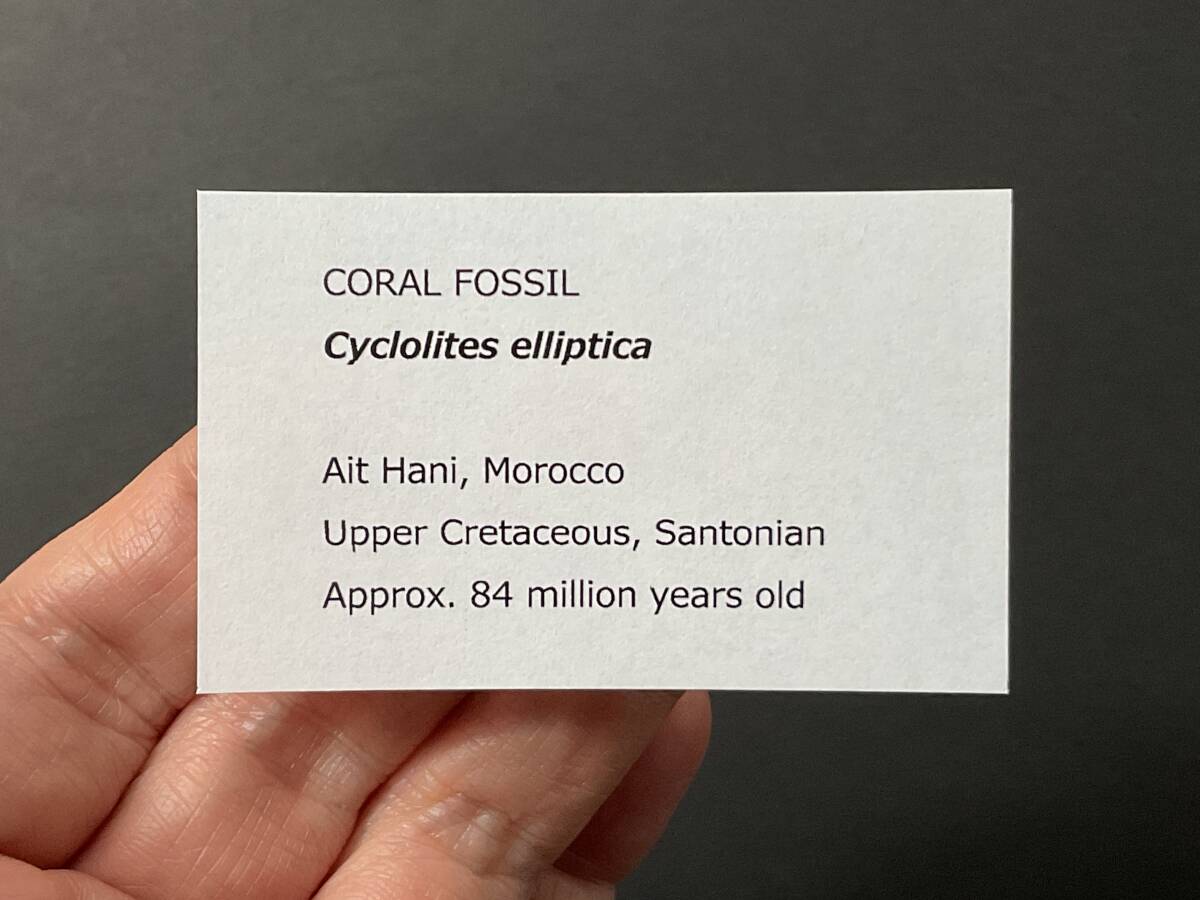 CORAL FOSSIL
Cyclolites elliptica
Ait Hani, Morocco
Upper Cretaceous, Santonian
Approx. 84 million years old